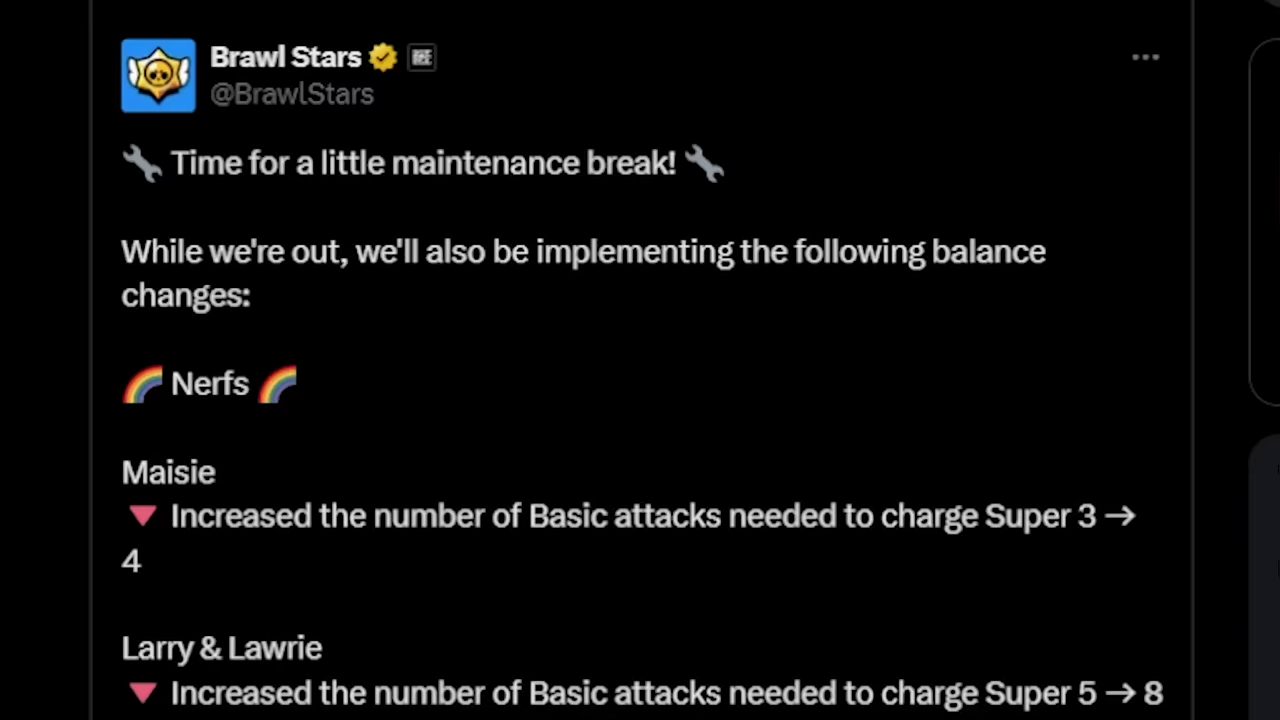 Brawl Stars
@BrawlStars
🔧 Time for a little maintenance break! 🔧
While we're out, we'll also be implementing the following balance
changes:
🌈 Nerfs 🌈
Maisie
🔻 Increased the number of Basic attacks needed to charge Super 3 →
4
Larry & Lawrie
🔻 Increased the number of Basic attacks needed to charge Super 5 → 8